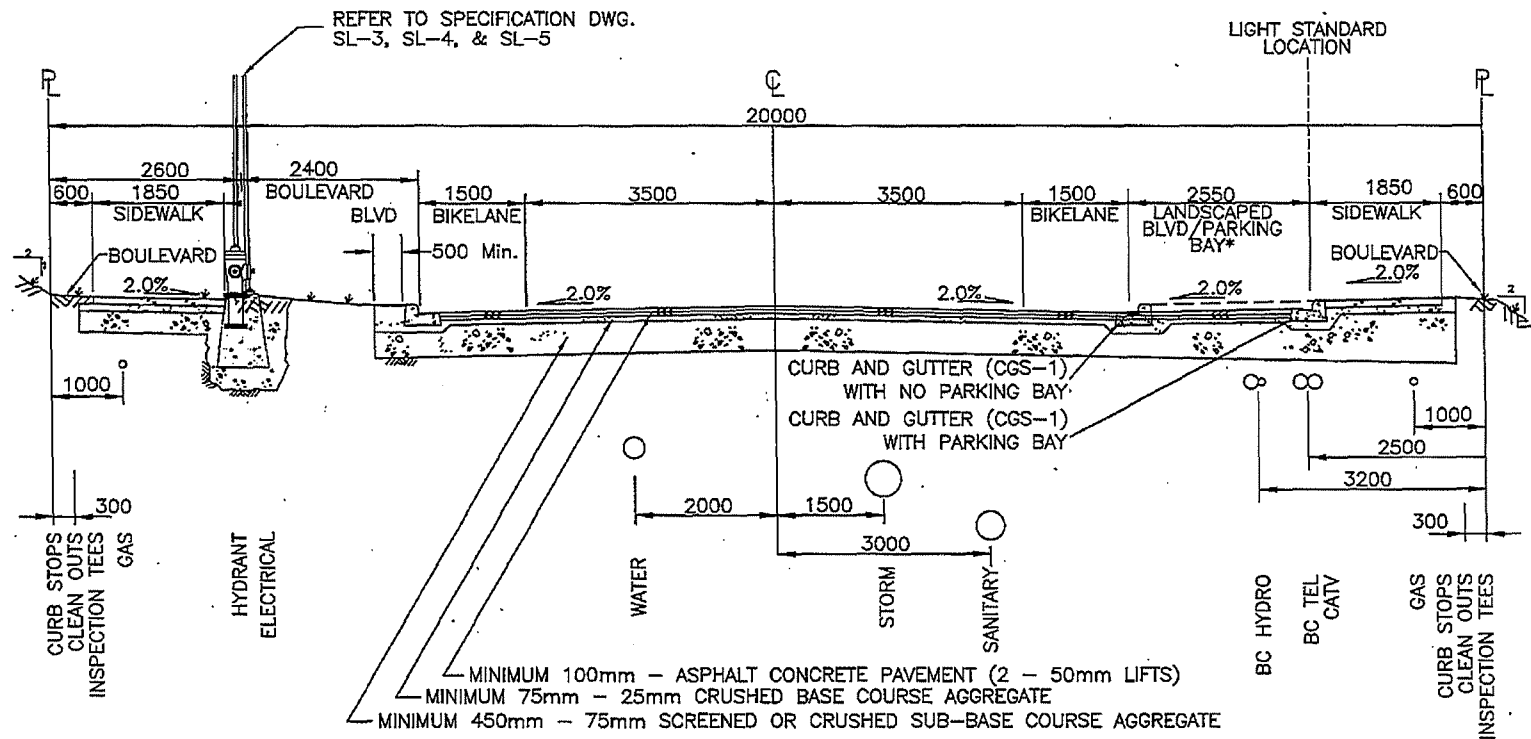 REFER TO SPECIFICATION DWG.
SL-3, SL-4, & SL-5
LIGHT STANDARD
LOCATION
PL
CL
PL
20000
2600
2400
BOULEVARD
600
1850
SIDEWALK
BLVD
1500
BIKELANE
3500
3500
1500
BIKELANE
2550
LANDSCAPED
BLVD/PARKING
BAY*
1850
SIDEWALK
600
BOULEVARD
500 Min.
BOULEVARD
2
2.0%
2.0%
2.0%
2.0%
2.0%
2
1
CURB AND GUTTER (CGS-1)
WITH NO PARKING BAY
CURB AND GUTTER (CGS-1)
WITH PARKING BAY
1000
1000
2500
3200
300
2000
1500
3000
300
CURB STOPS
CLEAN OUTS
INSPECTION TEES
GAS
HYDRANT
ELECTRICAL
WATER
STORM
SANITARY
BC HYDRO
BC TEL
CATV
GAS
CURB STOPS
CLEAN OUTS
INSPECTION TEES
MINIMUM 100mm - ASPHALT CONCRETE PAVEMENT (2 - 50mm LIFTS)
MINIMUM 75mm - 25mm CRUSHED BASE COURSE AGGREGATE
MINIMUM 450mm - 75mm SCREENED OR CRUSHED SUB-BASE COURSE AGGREGATE